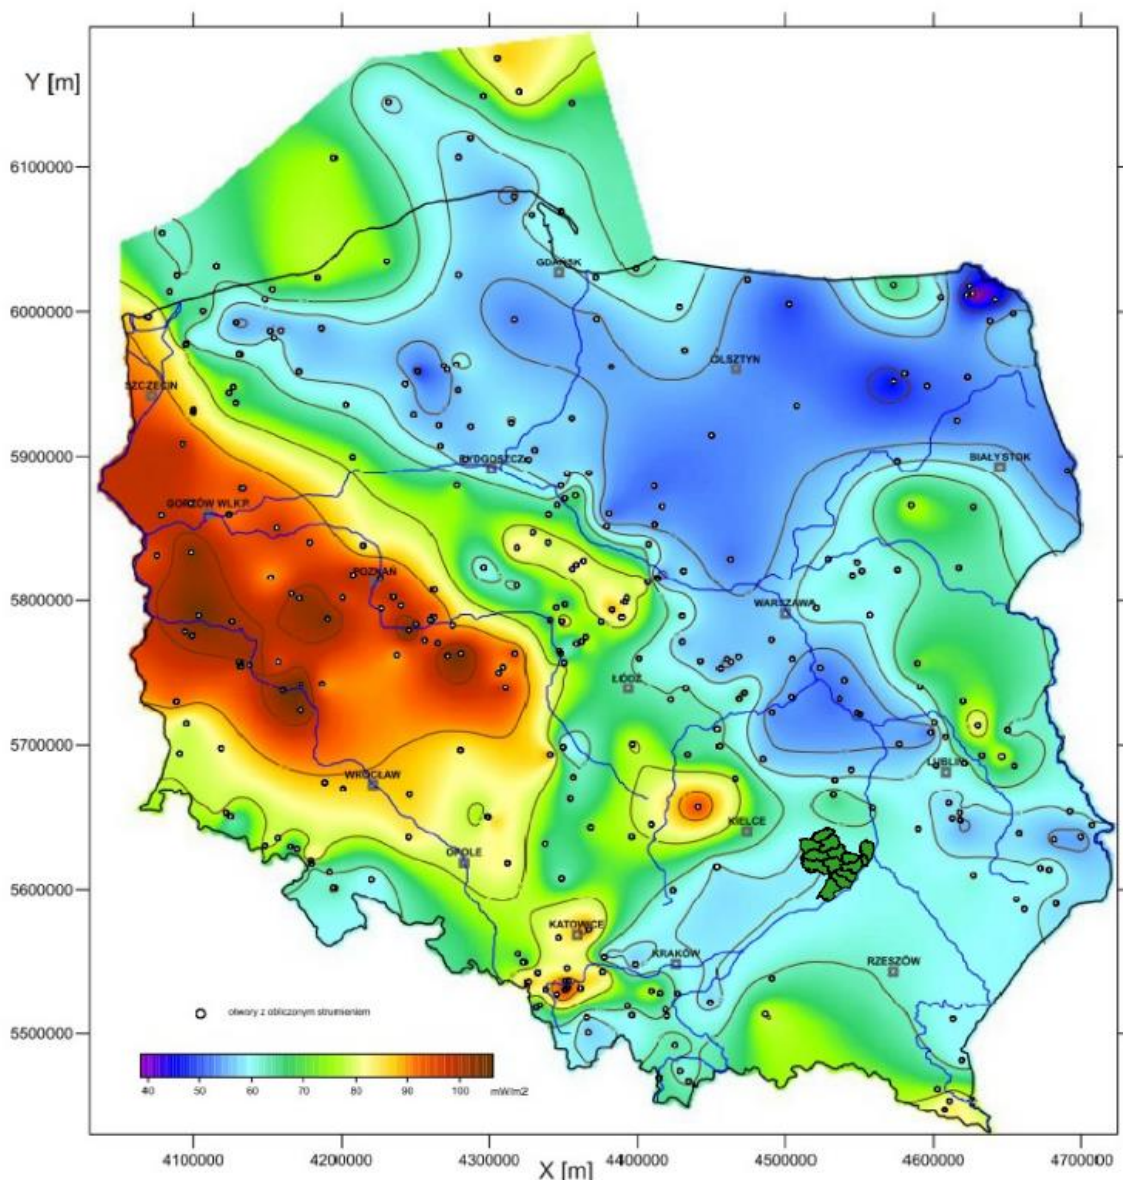 Y [m]
6100000
GDAŃSK
6000000
OLSZTYN
SZCZECIN
5900000
BYDGOSZCZ
BIAŁYSTOK
GORZÓW WLKP.
POZNAŃ
5800000
WARSZAWA
ŁÓDŹ
5700000
LUBLIN
WROCŁAW
KIELCE
OPOLE
5600000
KATOWICE
KRAKÓW
RZESZÓW
otwory z obliczonym strumieniem
5500000
40 50 60 70 80 90 100 mW/m2
4100000 4200000 4300000 4400000 4500000 4600000 4700000
X [m]